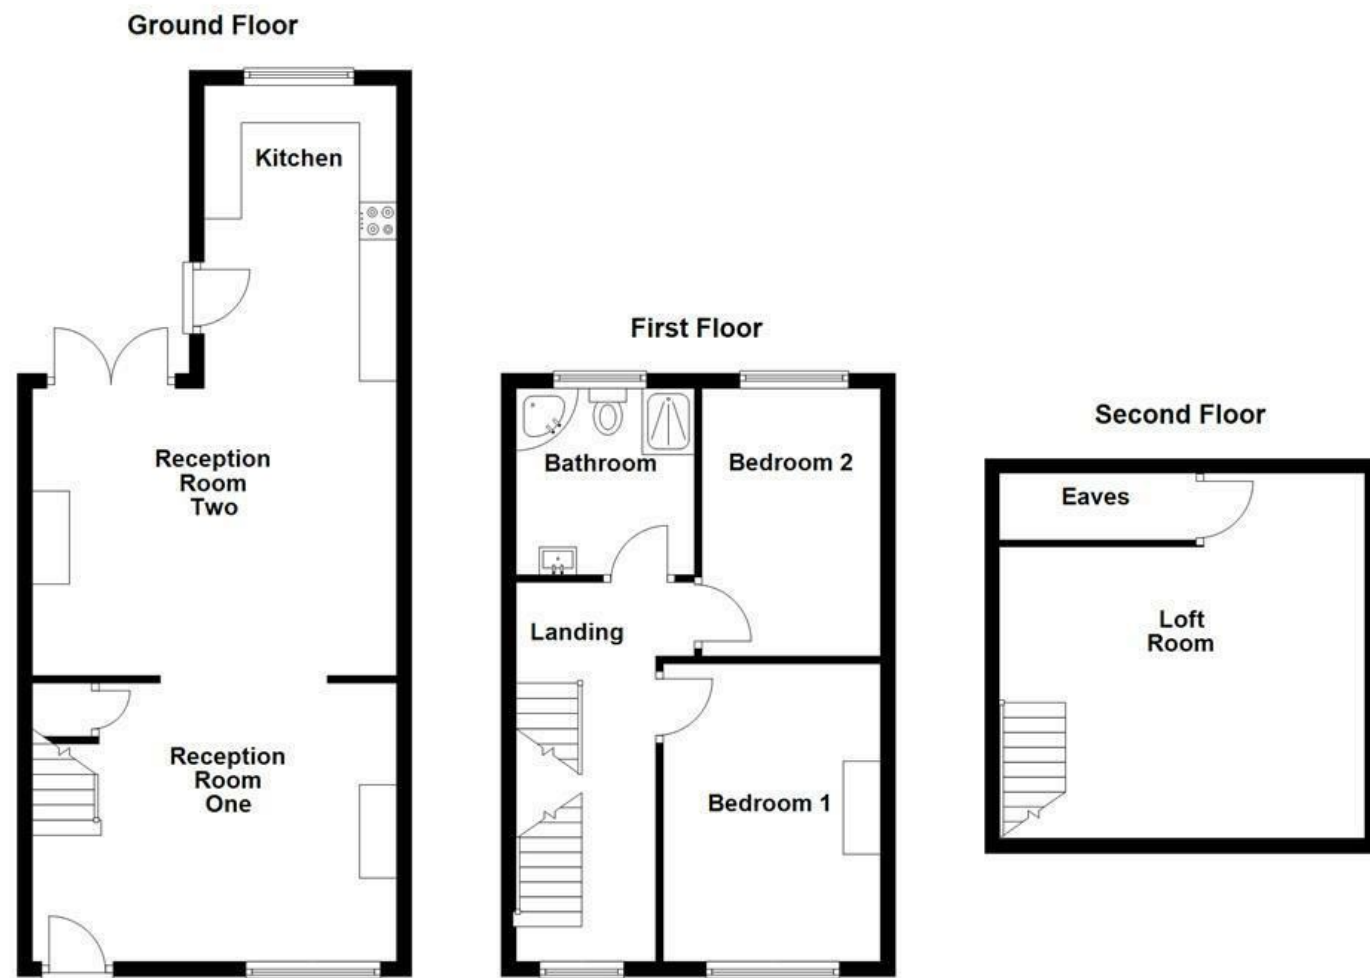 Ground Floor
Kitchen
Reception
Room
Two
Reception
Room
One
First Floor
Bathroom
Bedroom 2
Landing
Bedroom 1
Second Floor
Eaves
Loft
Room